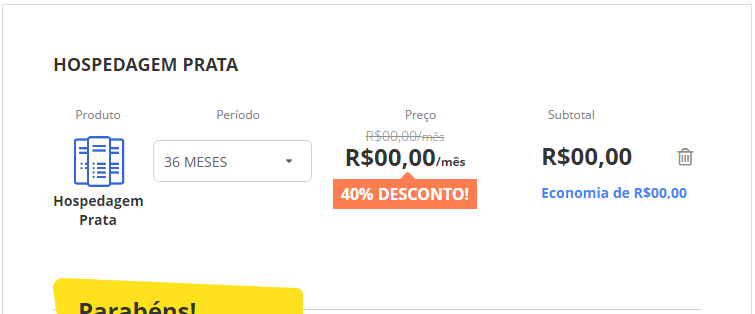 HOSPEDAGEM PRATA
Produto Período Preço Subtotal
R$00,00/mês
36 MESES R$00,00/mês R$00,00
40% DESCONTO! Economia de R$00,00
Hospedagem
Prata
Parabéns!